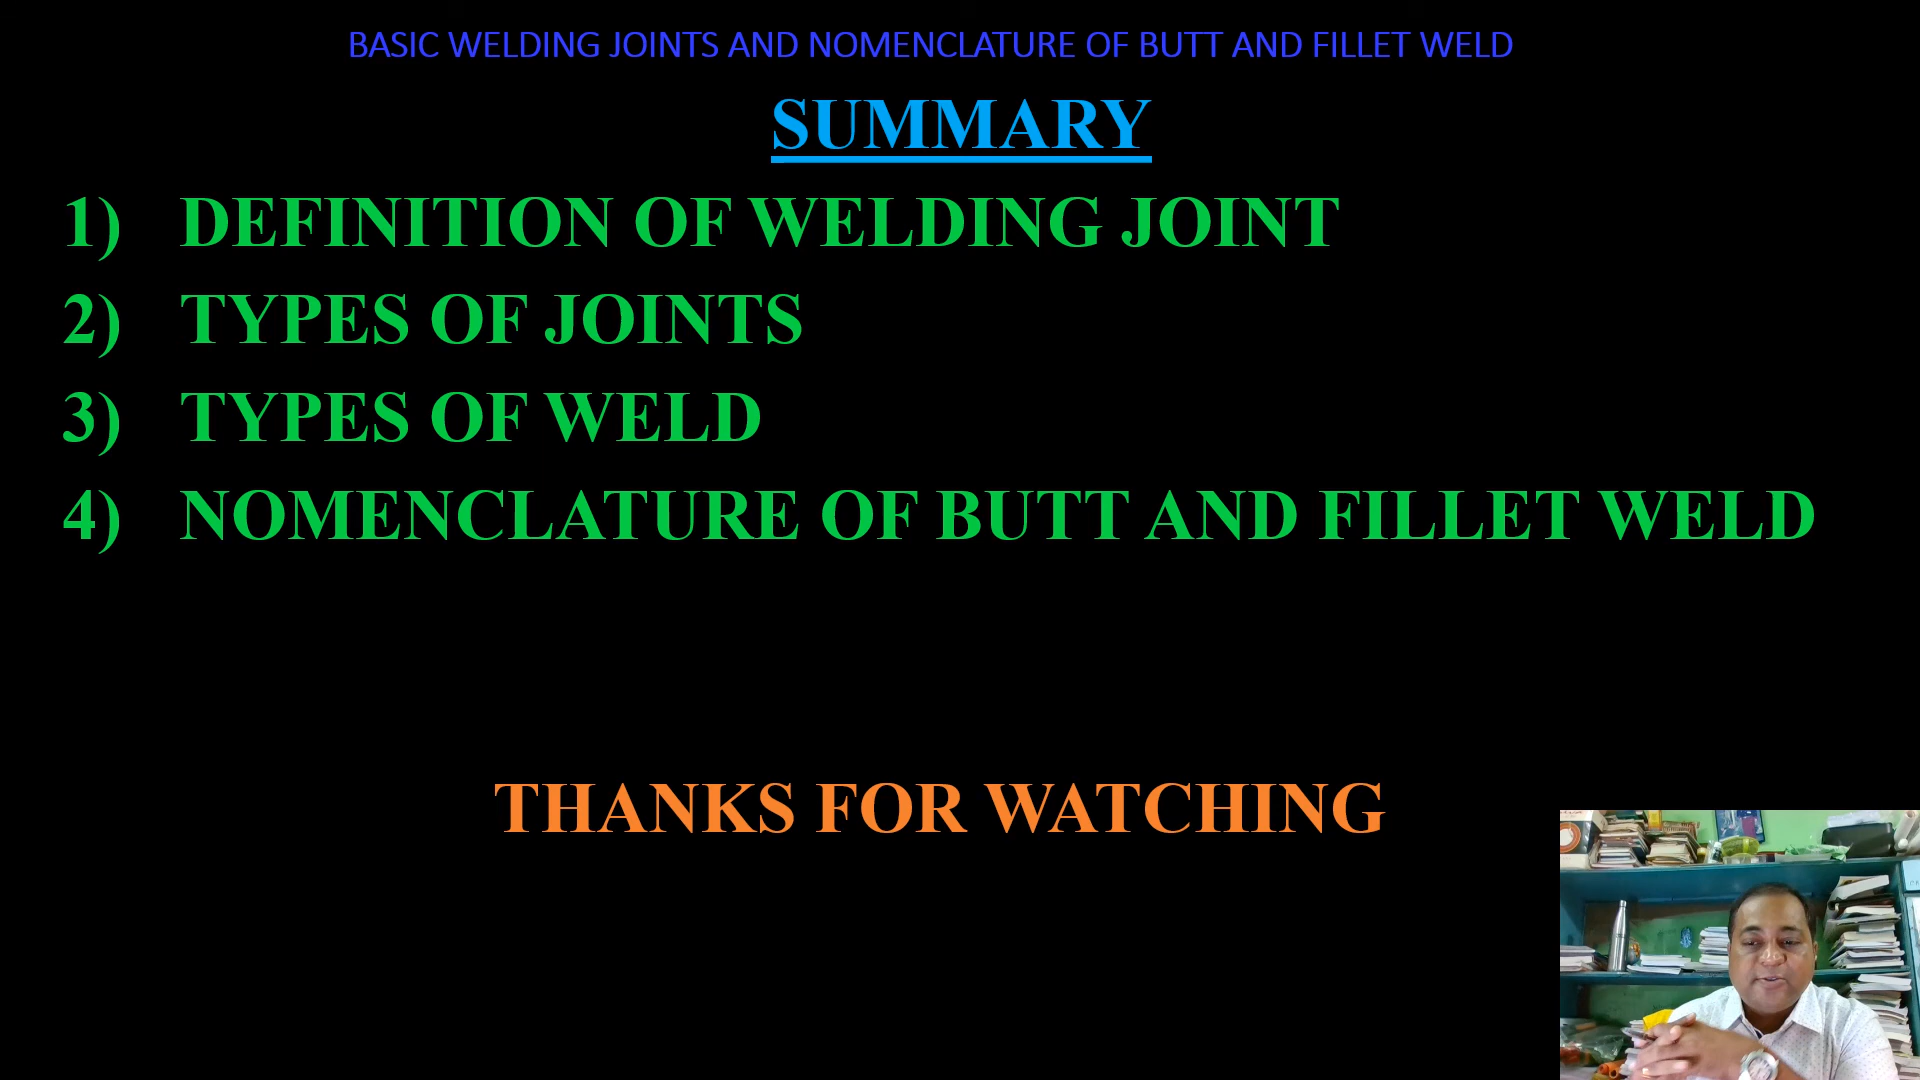 BASIC WELDING JOINTS AND NOMENCLATURE OF BUTT AND FILLET WELD
SUMMARY
1) DEFINITION OF WELDING JOINT
2) TYPES OF JOINTS
3) TYPES OF WELD
4) NOMENCLATURE OF BUTT AND FILLET WELD
THANKS FOR WATCHING